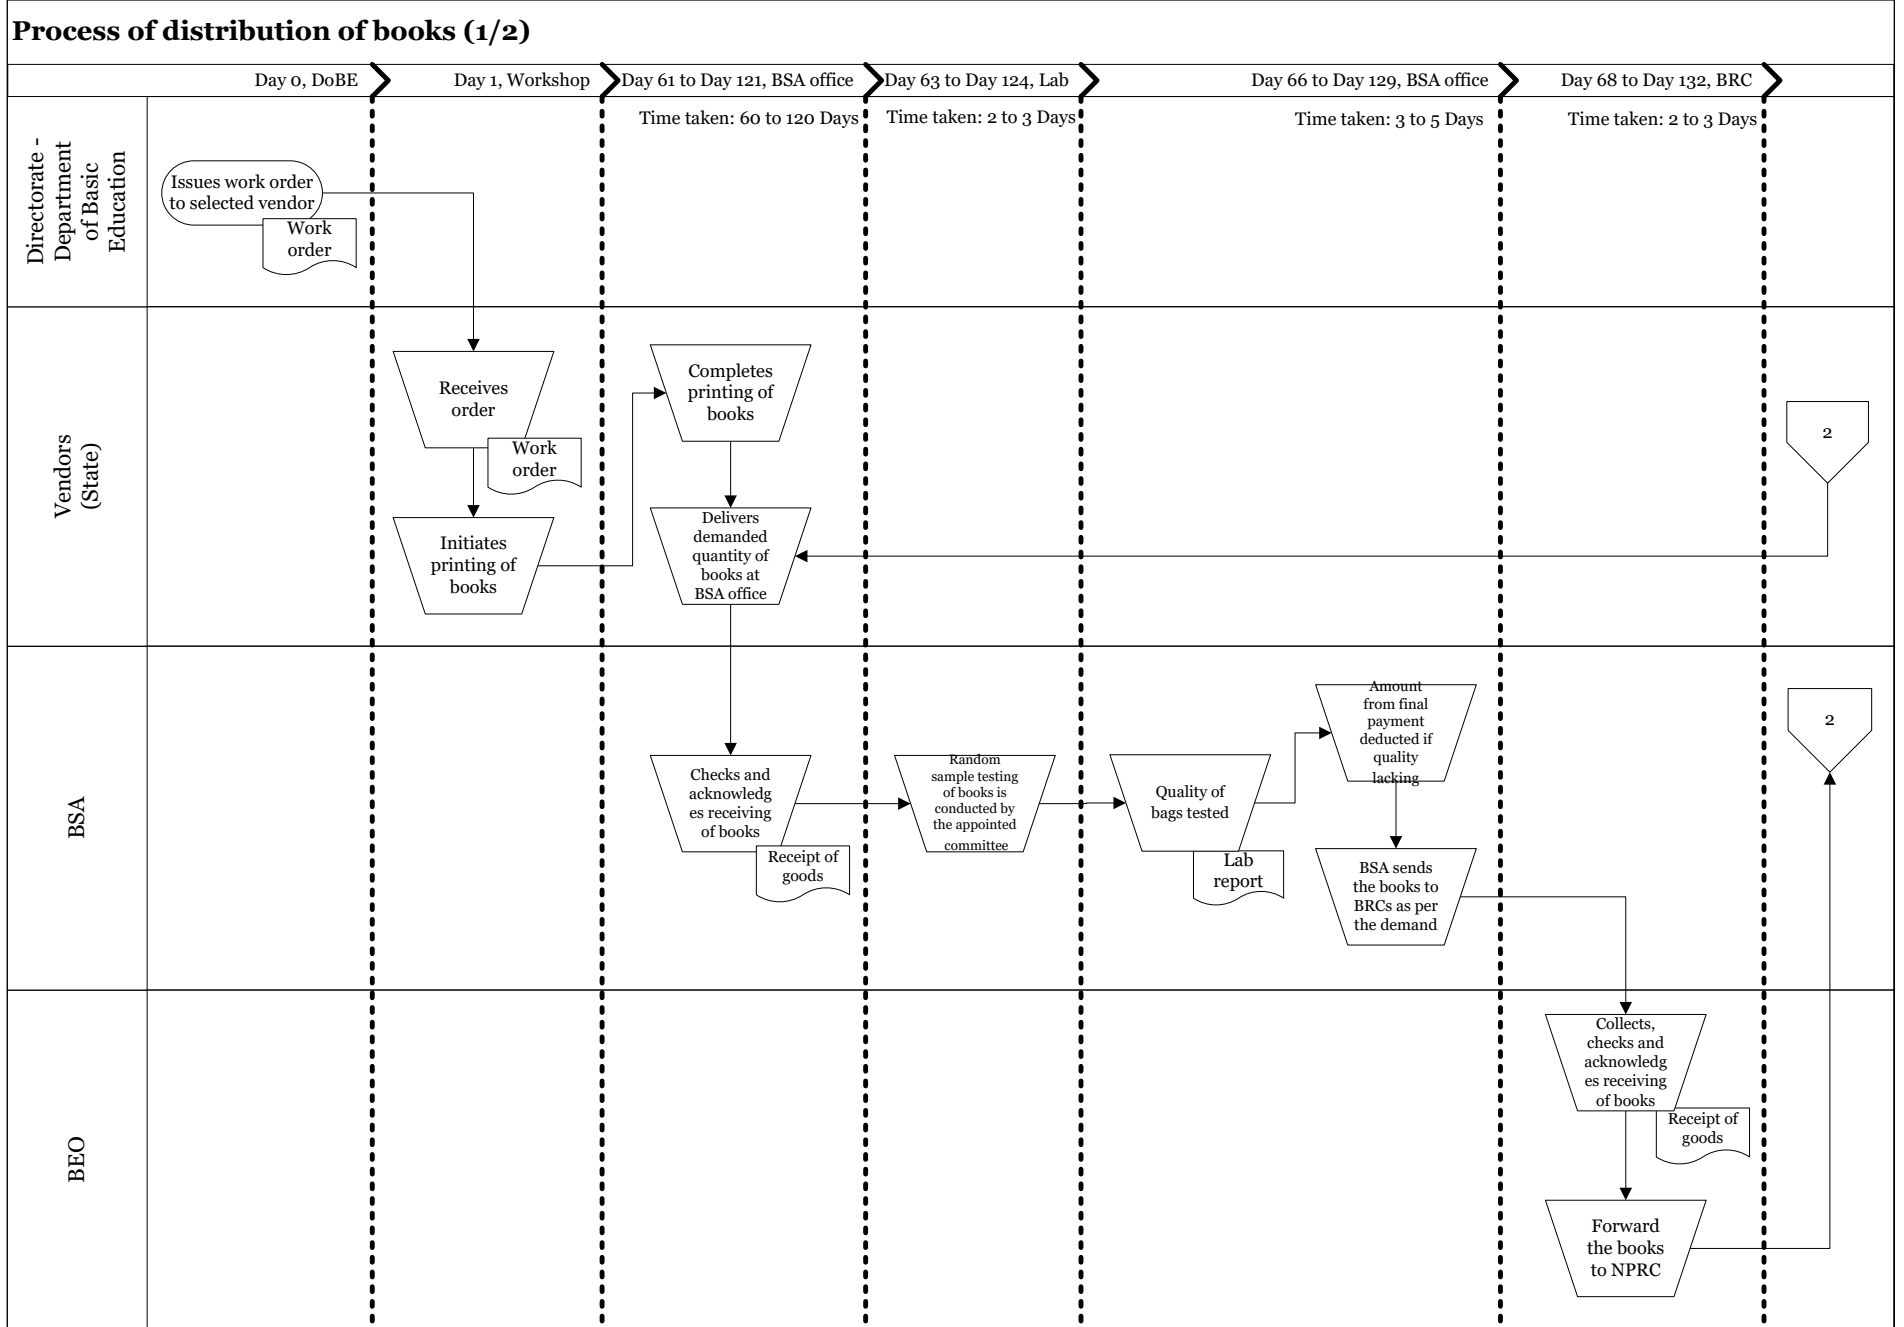 Process of distribution of books (1/2)
Day 0, DoBE
Day 1, Workshop
Day 61 to Day 121, BSA office
Day 63 to Day 124, Lab
Day 66 to Day 129, BSA office
Day 68 to Day 132, BRC
Time taken: 60 to 120 Days
Time taken: 2 to 3 Days
Time taken: 3 to 5 Days
Time taken: 2 to 3 Days
Directorate -
Department
of Basic
Education
Issues work order
to selected vendor
Work
order
Vendors
(State)
Receives
order
Work
order
Initiates
printing of
books
Completes
printing of
books
Delivers
demanded
quantity of
books at
BSA office
2
BSA
Checks and
acknowledg
es receiving
of books
Receipt of
goods
Random
sample testing
of books is
conducted by
the appointed
committee
Quality of
bags tested
Lab
report
Amount
from final
payment
deducted if
quality
lacking
BSA sends
the books to
BRCs as per
the demand
2
BEO
Collects,
checks and
acknowledg
es receiving
of books
Receipt of
goods
Forward
the books
to NPRC